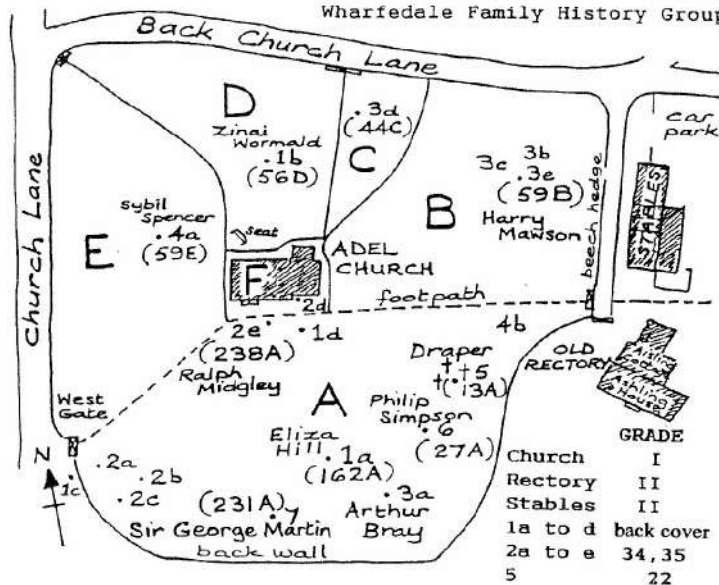 Wharfedale Family History Group
Back Church Lane
D
Zinai
Wormald
.1b
(56D)
.3d
(44C)
C
car
park
3b
3c .3e
(59B)
Harry
Mawson
B
beech hedge
STABLES
Church Lane
Sybil
Spencer
.4a
(59E)
E
seat
F
ADEL
CHURCH
footpath
.2d
2e
.1d
4b
(238A)
Ralph
Midgley
OLD
RECTORY
Ashling
House
Draper
††5
†(.13A)
A
Philip
Simpson
.6
(27A)
West
Gate
Eliza
Hill
.1a
(162A)
N
1c
.2a
.2b
.2c
(231A)y
Sir George Martin
.3a
Arthur
Bray
back wall
GRADE
Church I
Rectory II
Stables II
1a to d back cover
2a to e 34,35
5 22